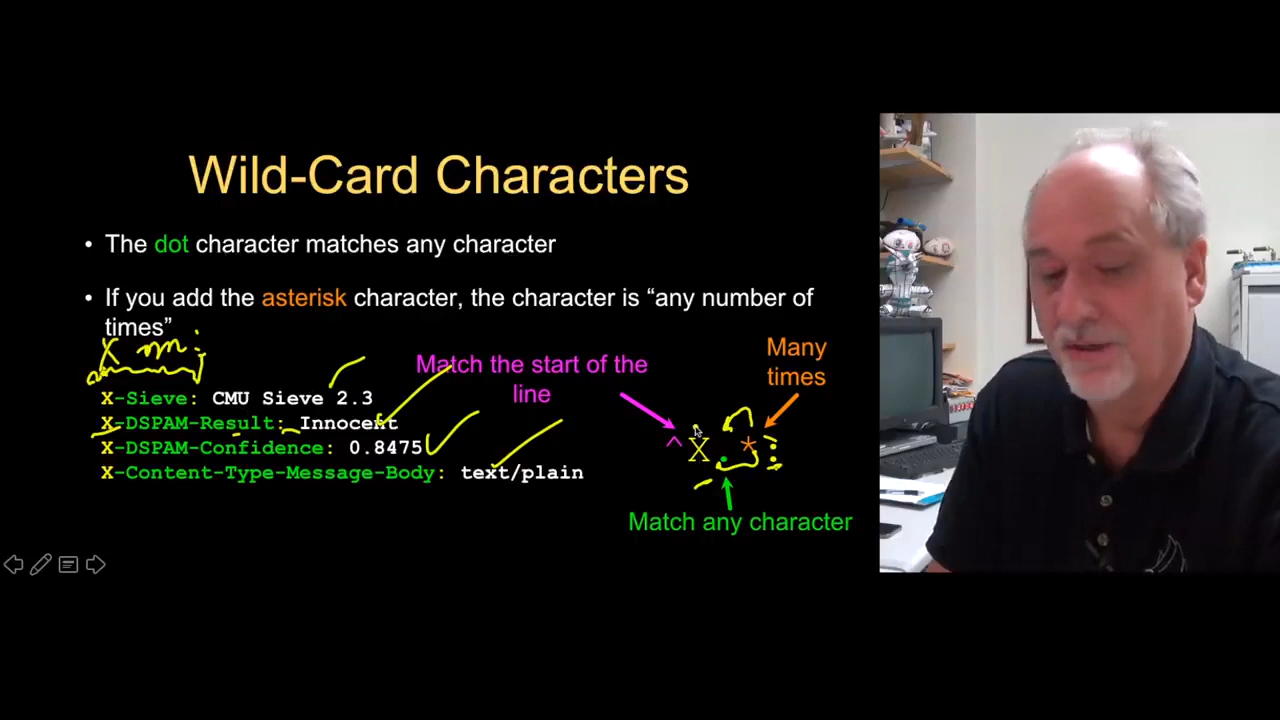 Wild-Card Characters
• The dot character matches any character
• If you add the asterisk character, the character is “any number of
times”
X-Sieve: CMU Sieve 2.3
X-DSPAM-Result: Innocent
X-DSPAM-Confidence: 0.8475
X-Content-Type-Message-Body: text/plain
Match the start of the
line
Many
times
^X.*:
Match any character